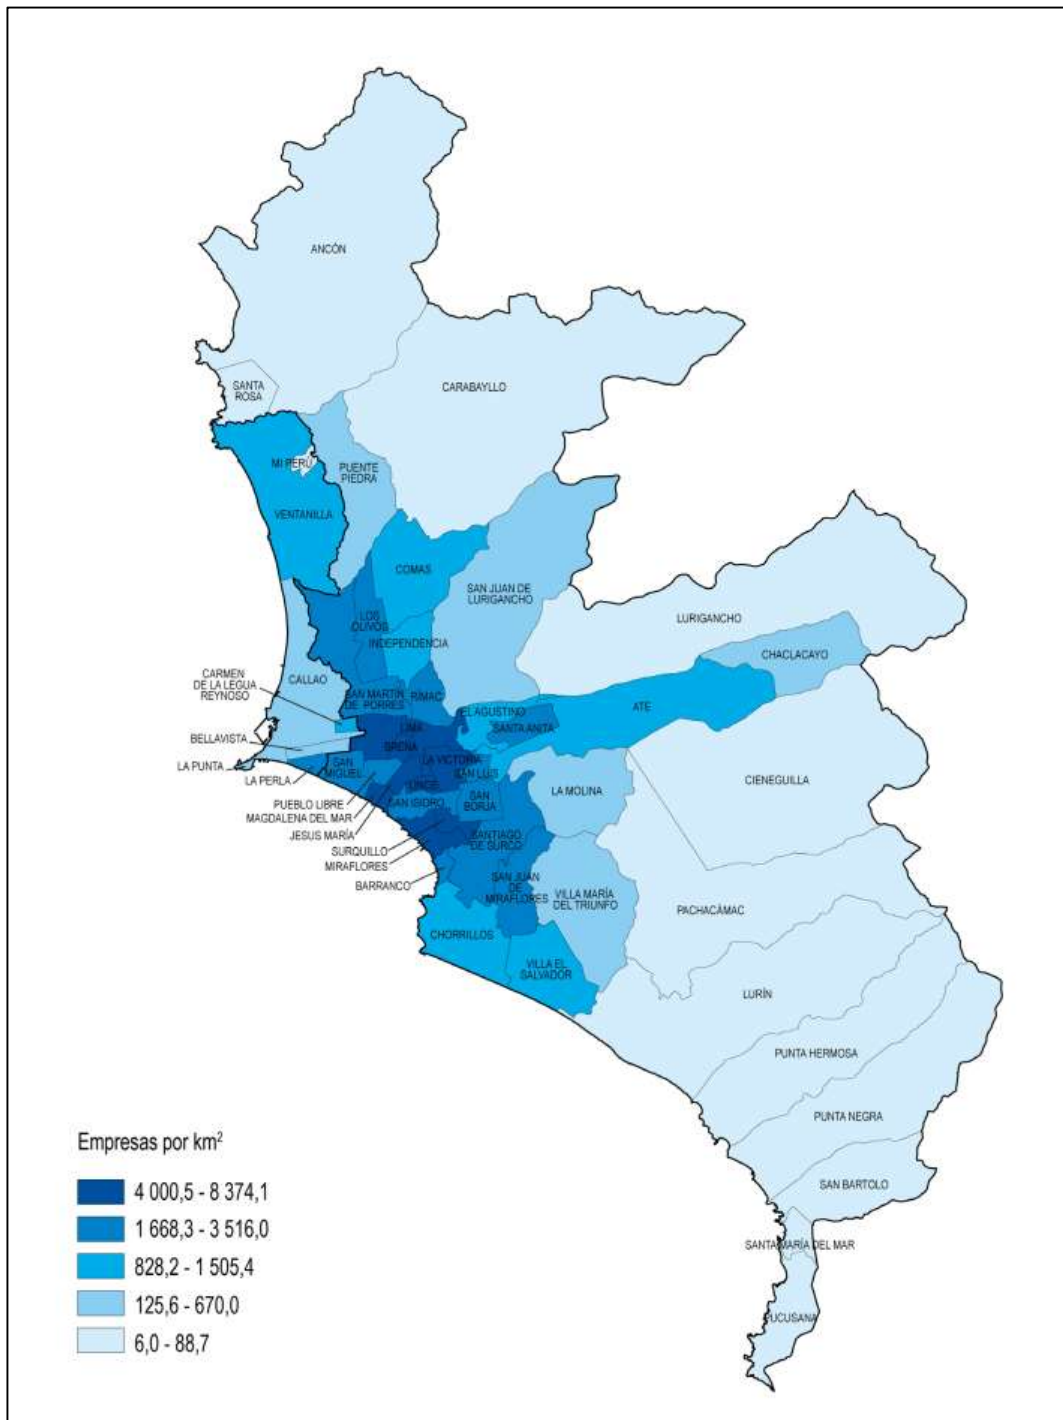 ANCÓN
CARABAYLLO
SANTA
ROSA
MI PERÚ
PUENTE
PIEDRA
VENTANILLA
COMAS
SAN JUAN DE
LURIGANCHO
LOS
OLIVOS
INDEPENDENCIA
LURIGANCHO
CHACLACAYO
CARMEN
DE LA LEGUA
REYNOSO
CALLAO
SAN MARTÍN
DE PORRES
RÍMAC
EL AGUSTINO
ATE
SANTA ANITA
LIMA
BELLAVISTA
BREÑA
LA VICTORIA
LA PUNTA
SAN
MIGUEL
SAN LUIS
LA PERLA
CIENEGUILLA
LINCE
LA MOLINA
PUEBLO LIBRE
SAN ISIDRO
SAN
BORJA
MAGDALENA DEL MAR
JESUS MARÍA
SANTIAGO
DE SURCO
SURQUILLO
MIRAFLORES
BARRANCO
SAN JUAN
DE
MIRAFLORES
VILLA MARÍA
DEL TRIUNFO
PACHACÁMAC
CHORRILLOS
VILLA EL
SALVADOR
LURÍN
PUNTA HERMOSA
PUNTA NEGRA
SAN BARTOLO
SANTA MARÍA DEL MAR
PUCUSANA
Empresas por km²
4 000,5 - 8 374,1
1 668,3 - 3 516,0
828,2 - 1 505,4
125,6 - 670,0
6,0 - 88,7